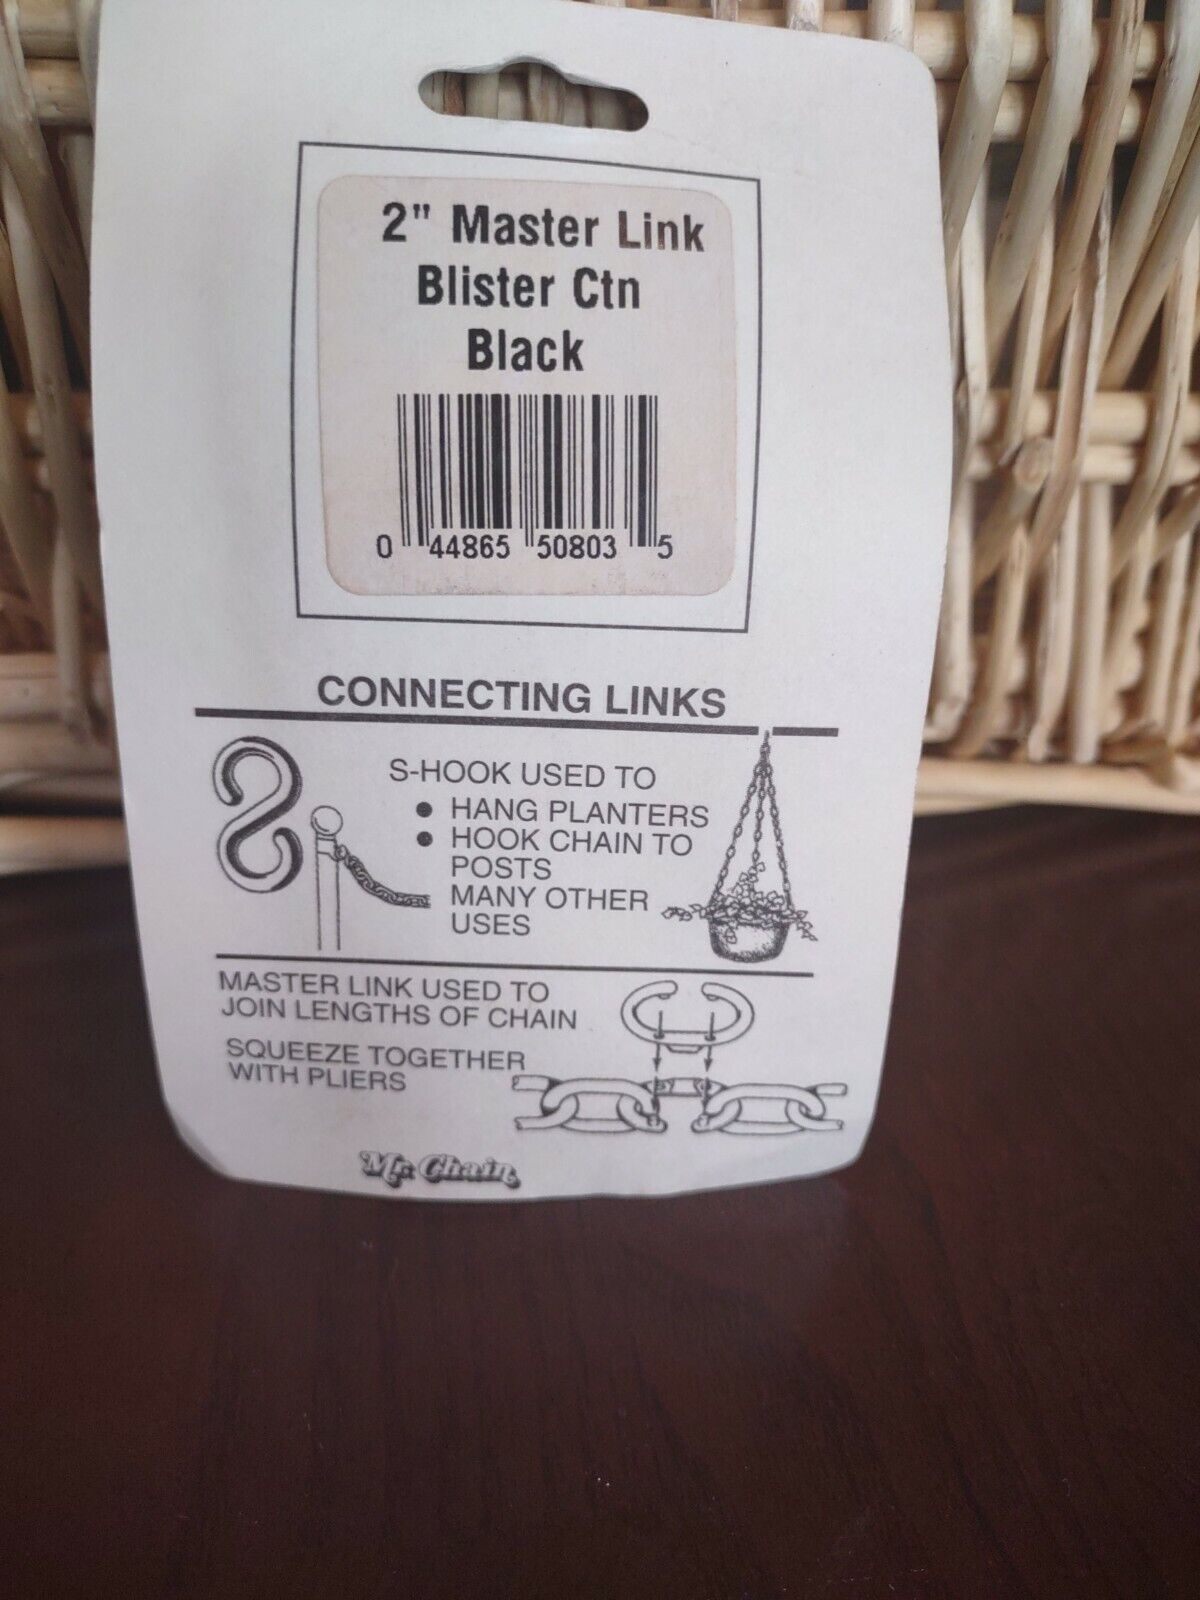 2" Master Link
Blister Ctn
Black
0 44865 50803 5
CONNECTING LINKS
S-HOOK USED TO
● HANG PLANTERS
● HOOK CHAIN TO
POSTS
MANY OTHER
USES
MASTER LINK USED TO
JOIN LENGTHS OF CHAIN
SQUEEZE TOGETHER
WITH PLIERS
Mr. Chain